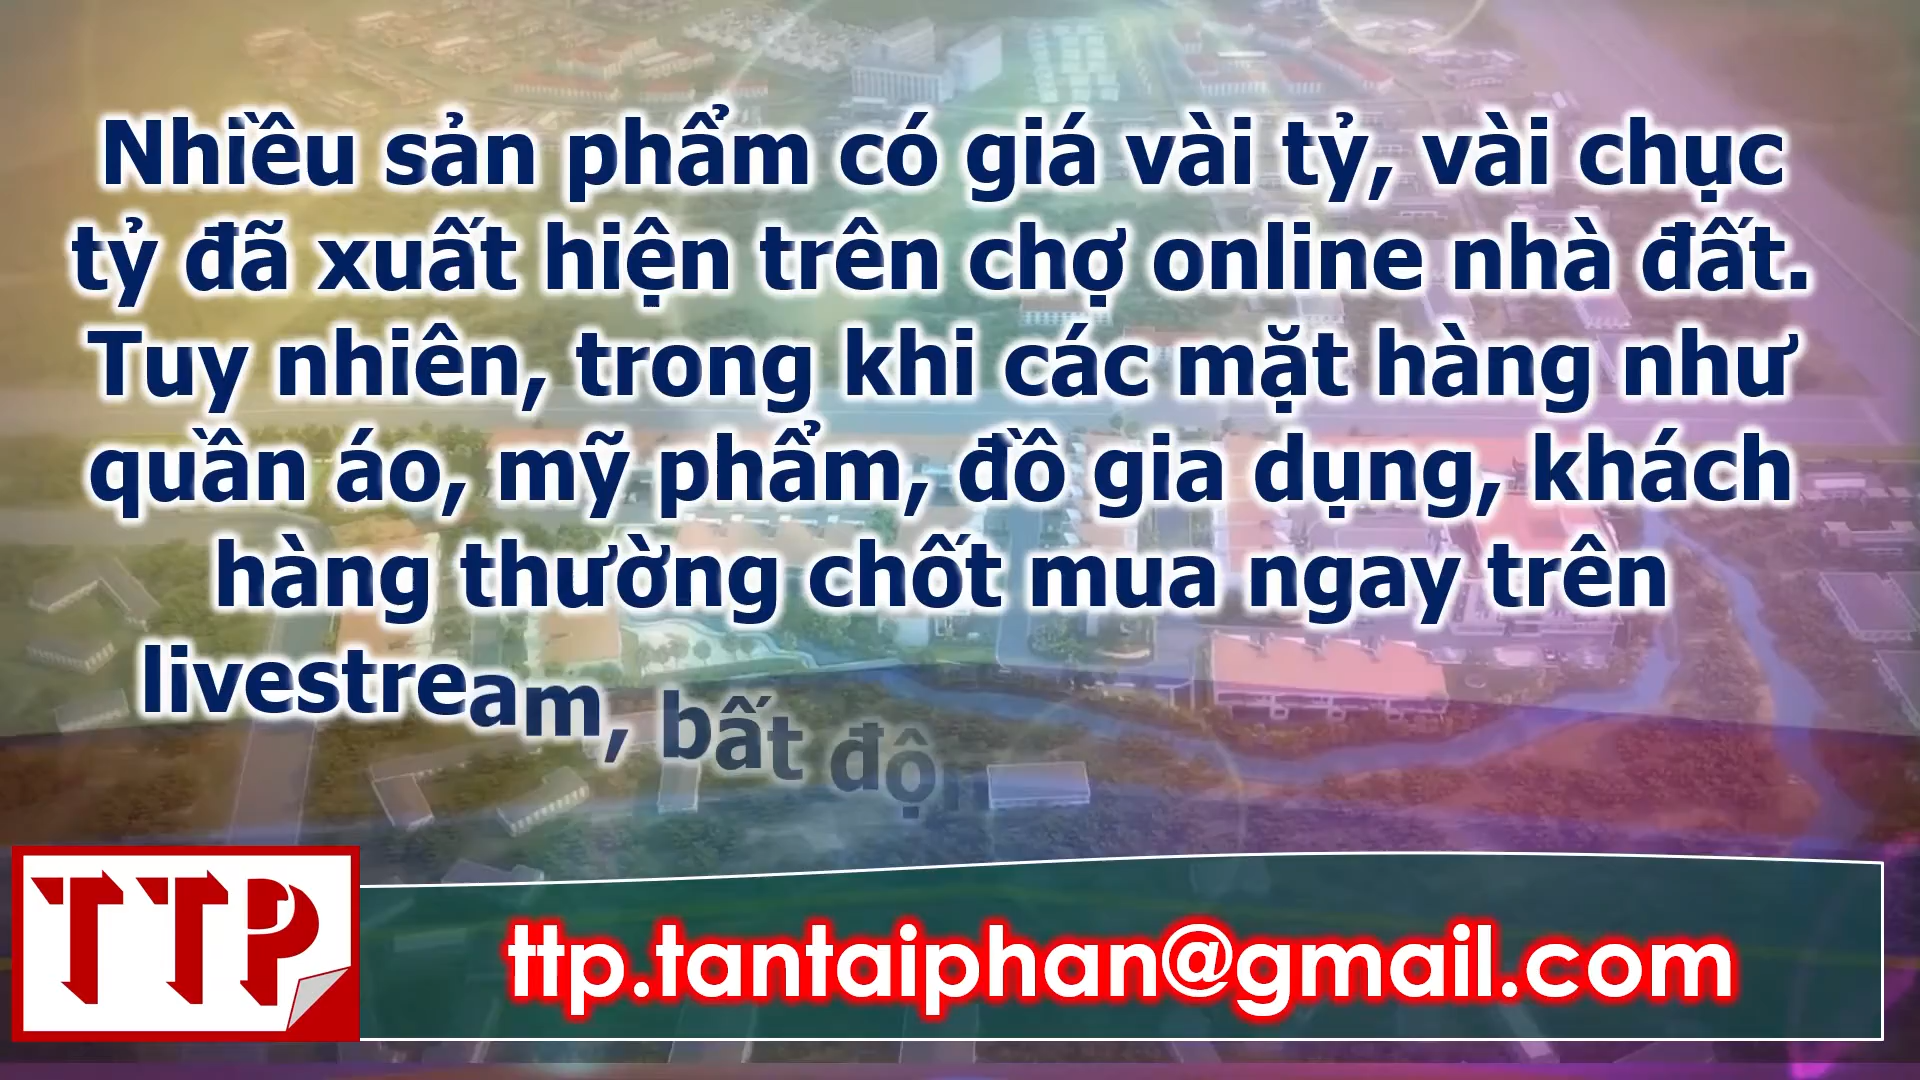 Nhiều sản phẩm có giá vài tỷ, vài chục
tỷ đã xuất hiện trên chợ online nhà đất.
Tuy nhiên, trong khi các mặt hàng như
quần áo, mỹ phẩm, đồ gia dụng, khách
hàng thường chốt mua ngay trên
livestream, bất độn
TTP
ttp.tantaiphan@gmail.com